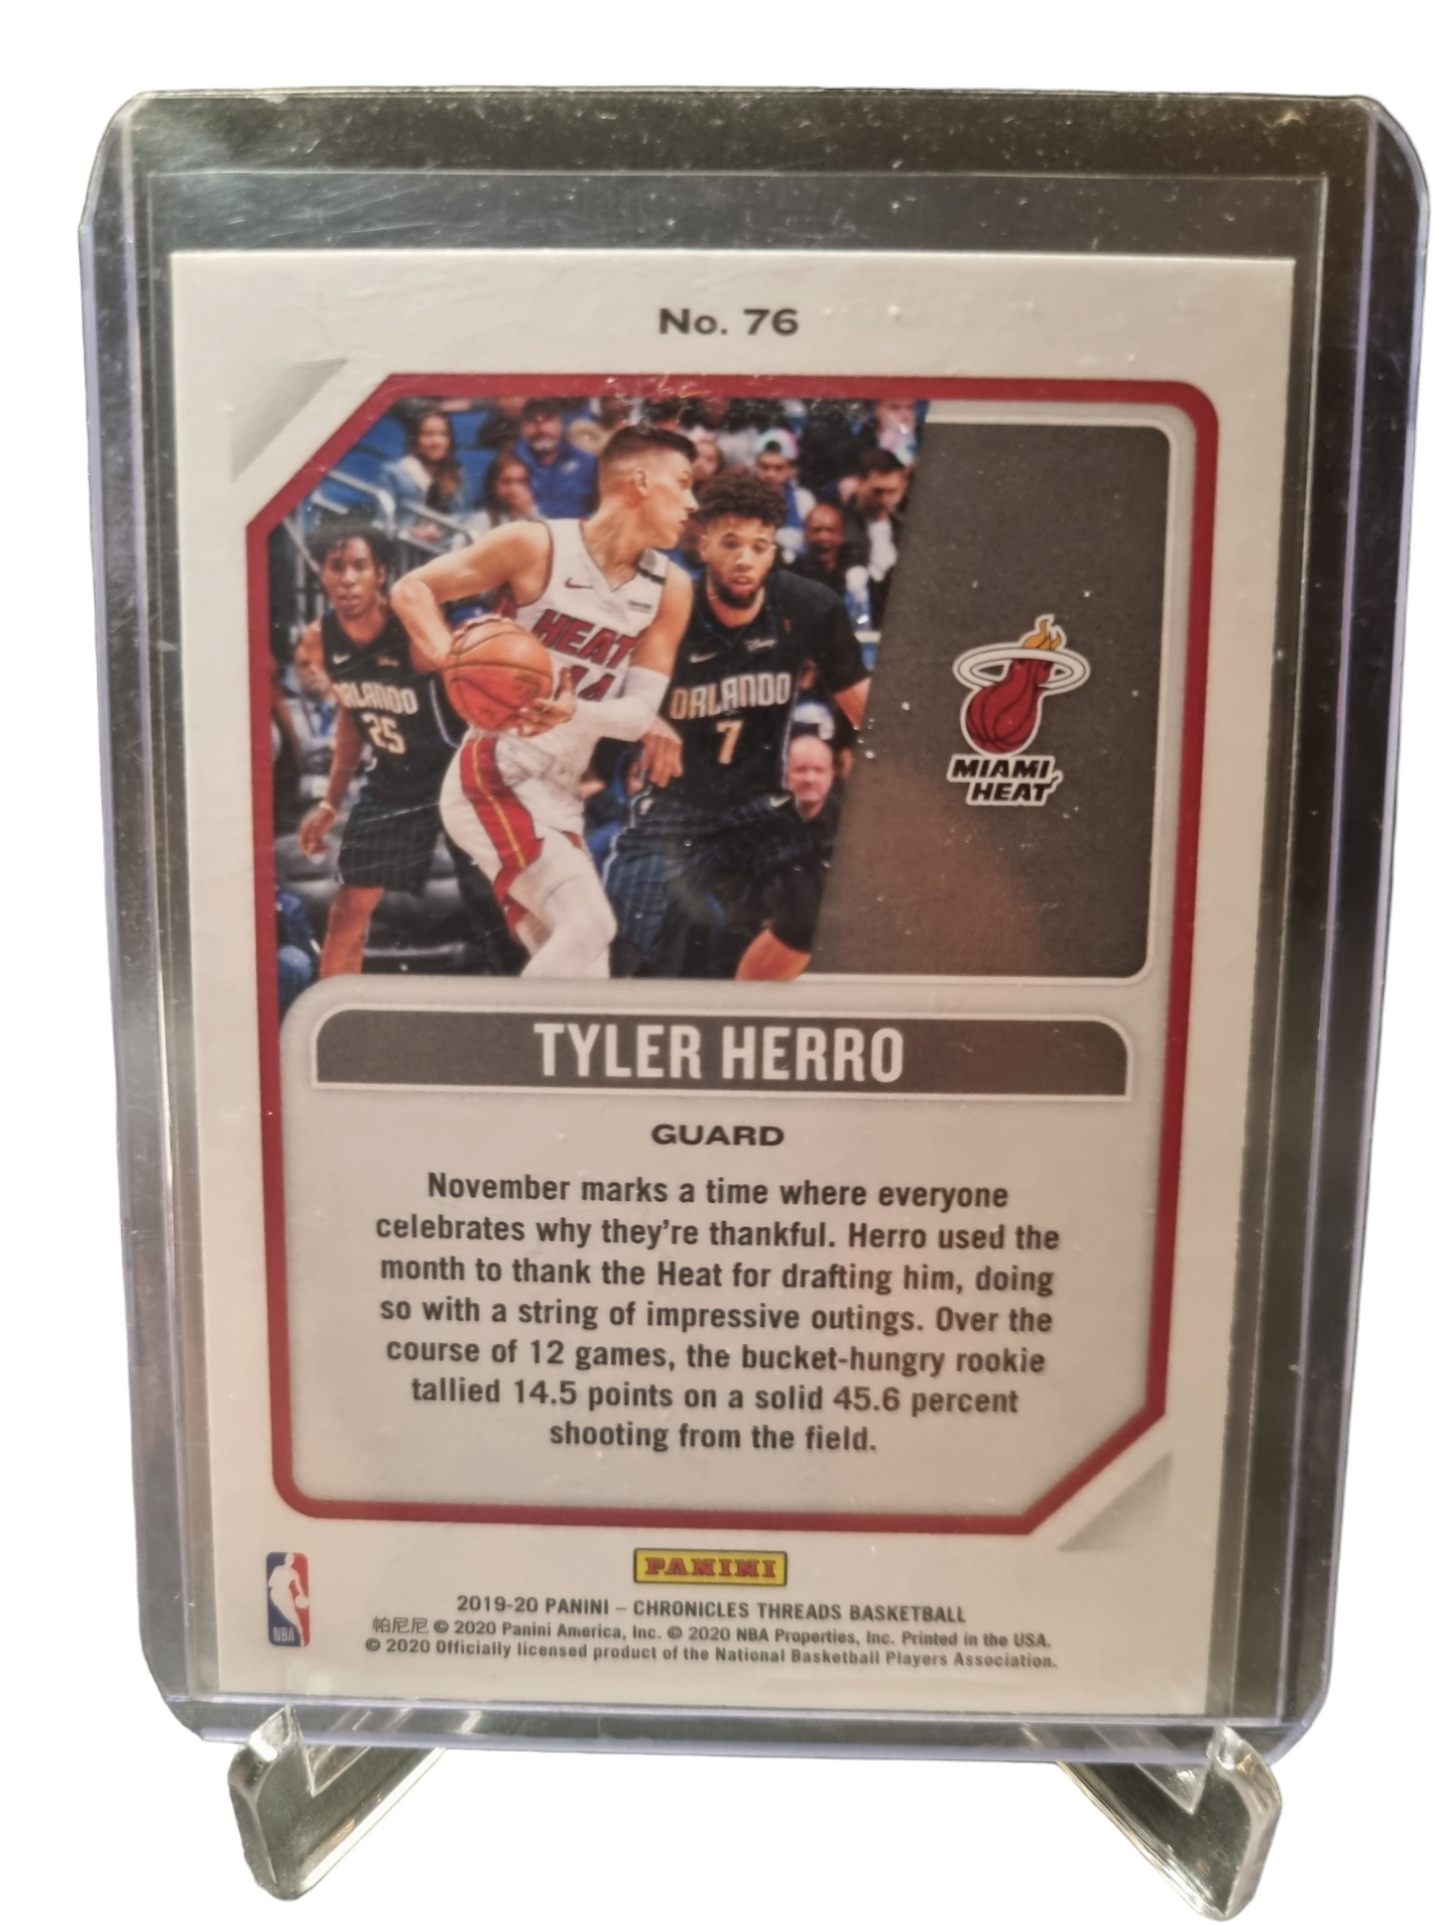 No. 76
HEAT
14
ORLANDO
25
ORLANDO
7
MIAMI
HEAT
TYLER HERRO
GUARD
November marks a time where everyone
celebrates why they're thankful. Herro used the
month to thank the Heat for drafting him, doing
so with a string of impressive outings. Over the
course of 12 games, the bucket-hungry rookie
tallied 14.5 points on a solid 45.6 percent
shooting from the field.
NBA
PANINI
2019-20 PANINI – CHRONICLES THREADS BASKETBALL
帕尼尼 © 2020 Panini America, Inc. © 2020 NBA Properties, Inc. Printed in the USA.
© 2020 Officially licensed product of the National Basketball Players Association.